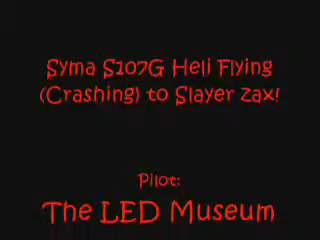 Syma S107G Heli Flying
(Crashing) to Slayer zax!
Pilot:
The LED Museum